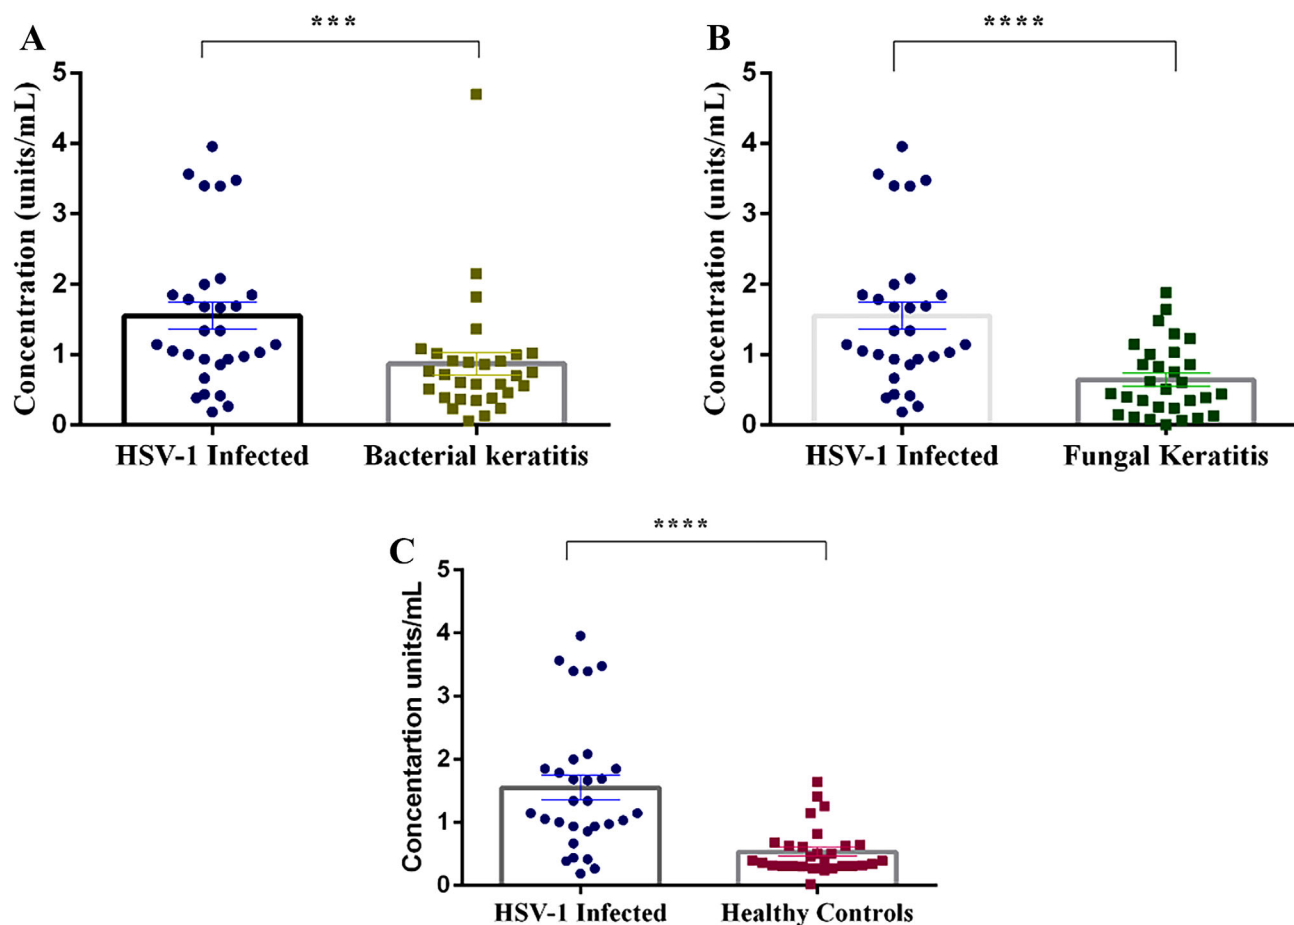 A
***
Concentration (units/mL)
5
4
3
2
1
0
HSV-1 Infected
Bacterial keratitis
B
****
Concentration (units/mL)
5
4
3
2
1
0
HSV-1 Infected
Fungal Keratitis
C
****
Concentartion units/mL
5
4
3
2
1
0
HSV-1 Infected
Healthy Controls